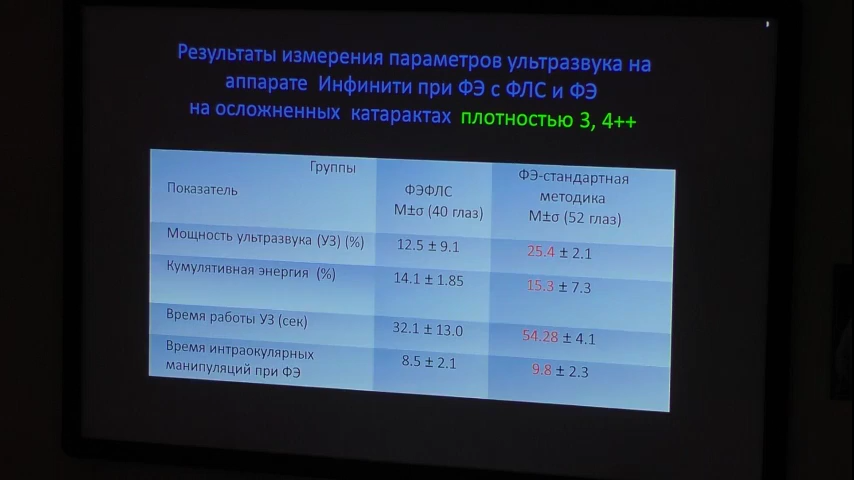 Результаты измерения параметров ультразвука на
аппарате Инфинити при ФЭ с ФЛС и ФЭ
на осложненных катарактах плотностью 3, 4++
Группы
Показатель
ФЭФЛС
М±σ (40 глаз)
ФЭ-стандартная
методика
М±σ (52 глаз)
Мощность ультразвука (УЗ) (%)
12.5 ± 9.1
25.4 ± 2.1
Кумулятивная энергия (%)
14.1 ± 1.85
15.3 ± 7.3
Время работы УЗ (сек)
32.1 ± 13.0
54.28 ± 4.1
Время интраокулярных
манипуляций при ФЭ
8.5 ± 2.1
9.8 ± 2.3